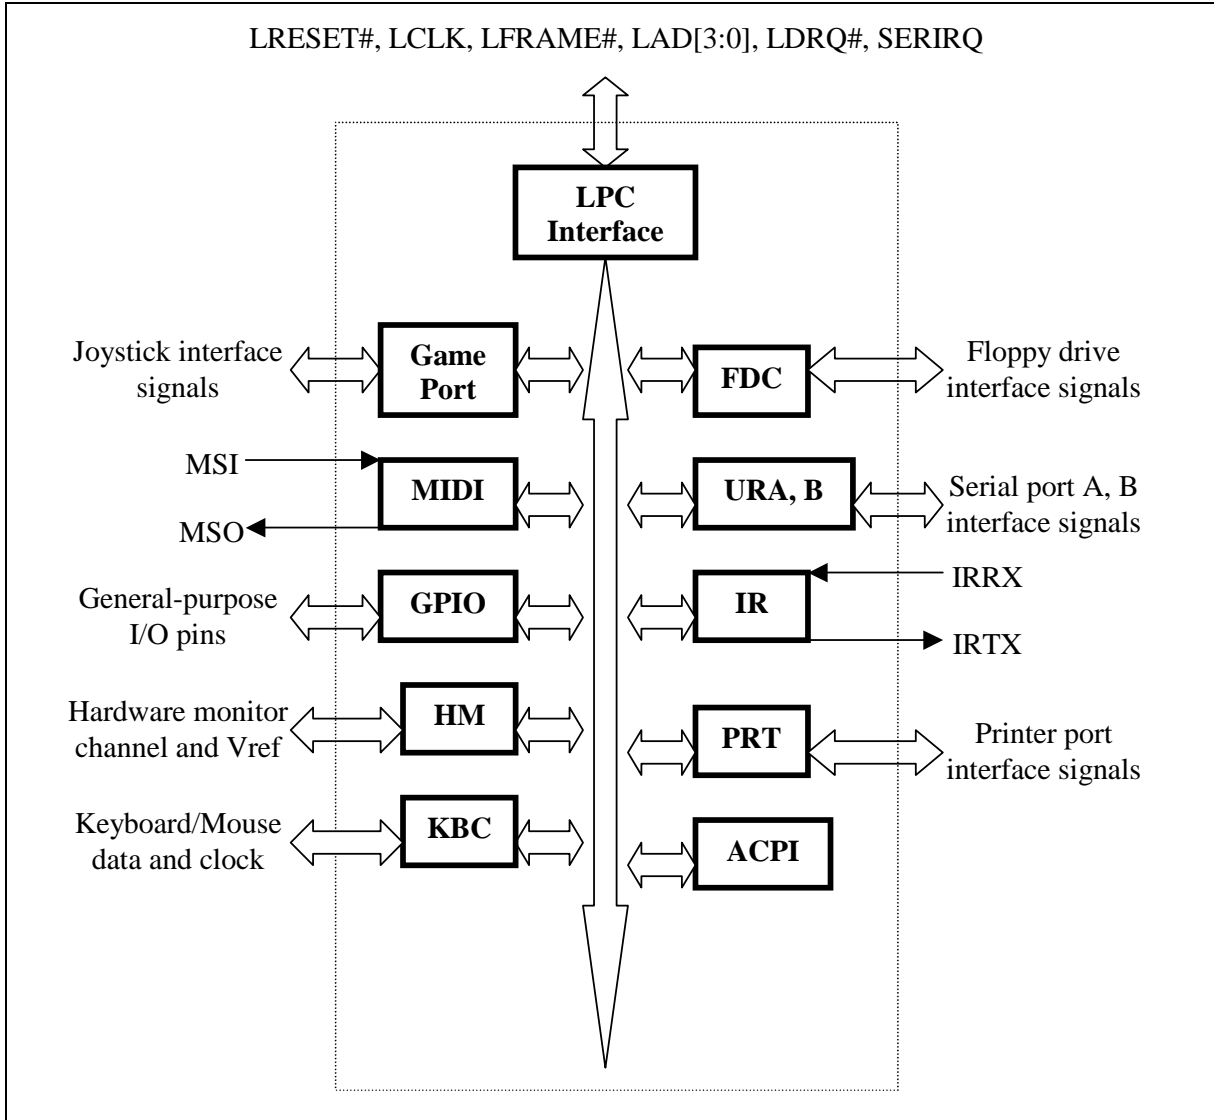 LRESET#, LCLK, LFRAME#, LAD[3:0], LDRQ#, SERIRQ
LPC
Interface
Joystick interface
signals
Game
Port
FDC
Floppy drive
interface signals
MSI
MSO
MIDI
URA, B
Serial port A, B
interface signals
General-purpose
I/O pins
GPIO
IR
IRRX
IRTX
Hardware monitor
channel and Vref
HM
PRT
Printer port
interface signals
Keyboard/Mouse
data and clock
KBC
ACPI